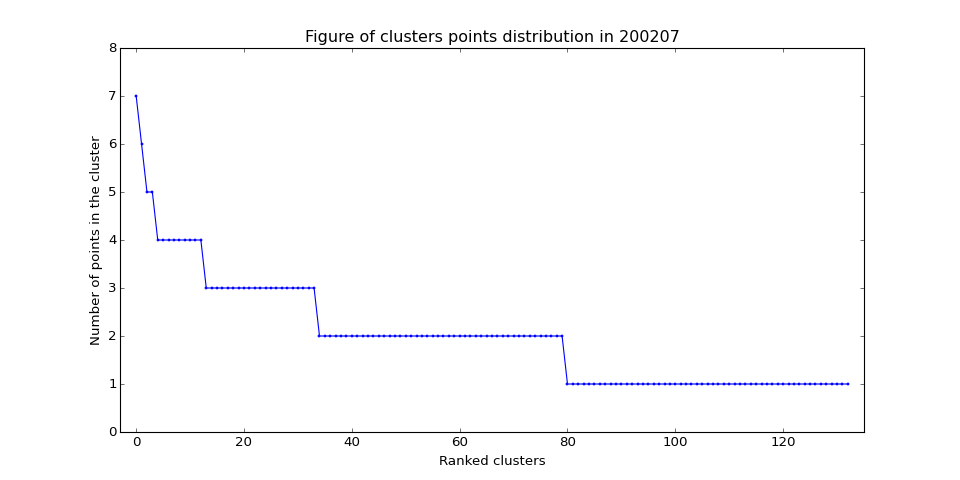 Figure of clusters points distribution in 200207
8
7
6
5
4
3
2
1
0
Number of points in the cluster
0 20 40 60 80 100 120
Ranked clusters